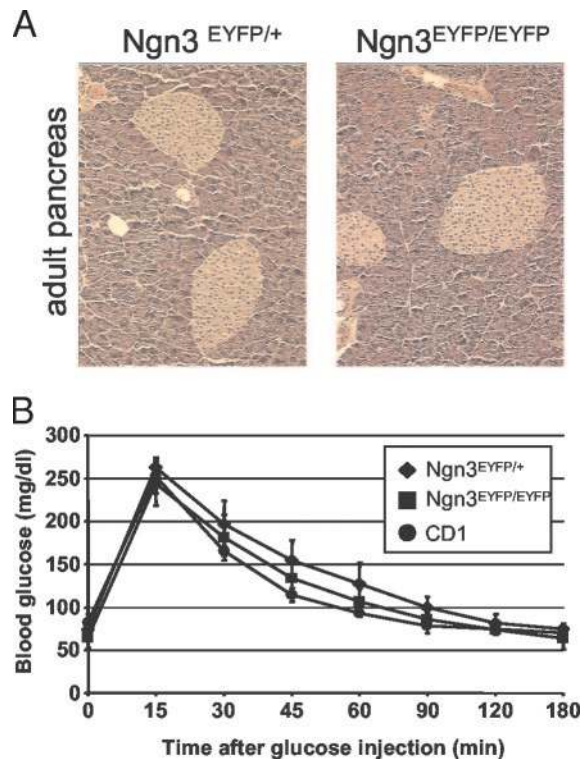 A
Ngn3 EYFP/+
Ngn3EYFP/EYFP
adult pancreas
B
300
250
200
150
100
50
0
Blood glucose (mg/dl)
Ngn3EYFP/+
Ngn3EYFP/EYFP
CD1
0 15 30 45 60 90 120 180
Time after glucose injection (min)